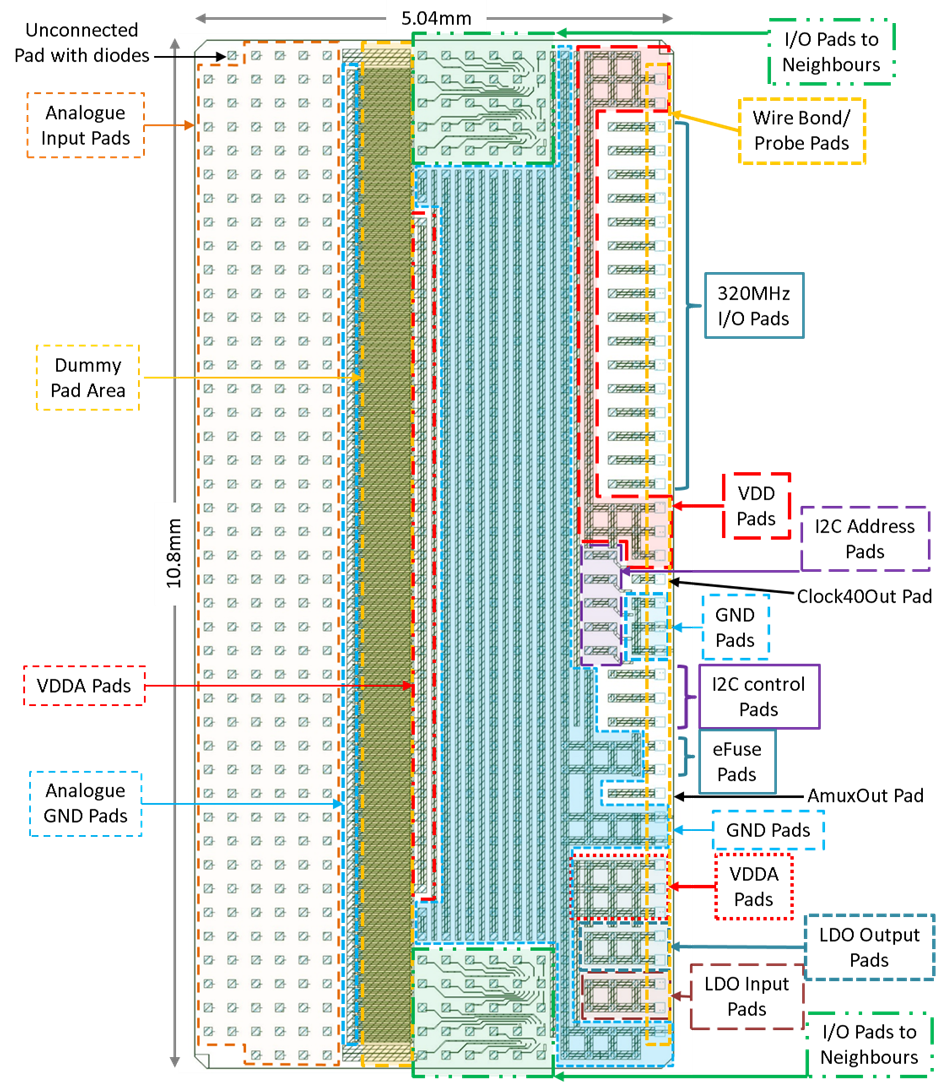 5.04mm
Unconnected
Pad with diodes
I/O Pads to
Neighbours
Analogue
Input Pads
Wire Bond/
Probe Pads
320MHz
I/O Pads
Dummy
Pad Area
VDD
Pads
10.8mm
I2C Address
Pads
Clock40Out Pad
GND
Pads
VDDA Pads
I2C control
Pads
eFuse
Pads
Analogue
GND Pads
AmuxOut Pad
GND Pads
VDDA
Pads
LDO Output
Pads
LDO Input
Pads
I/O Pads to
Neighbours